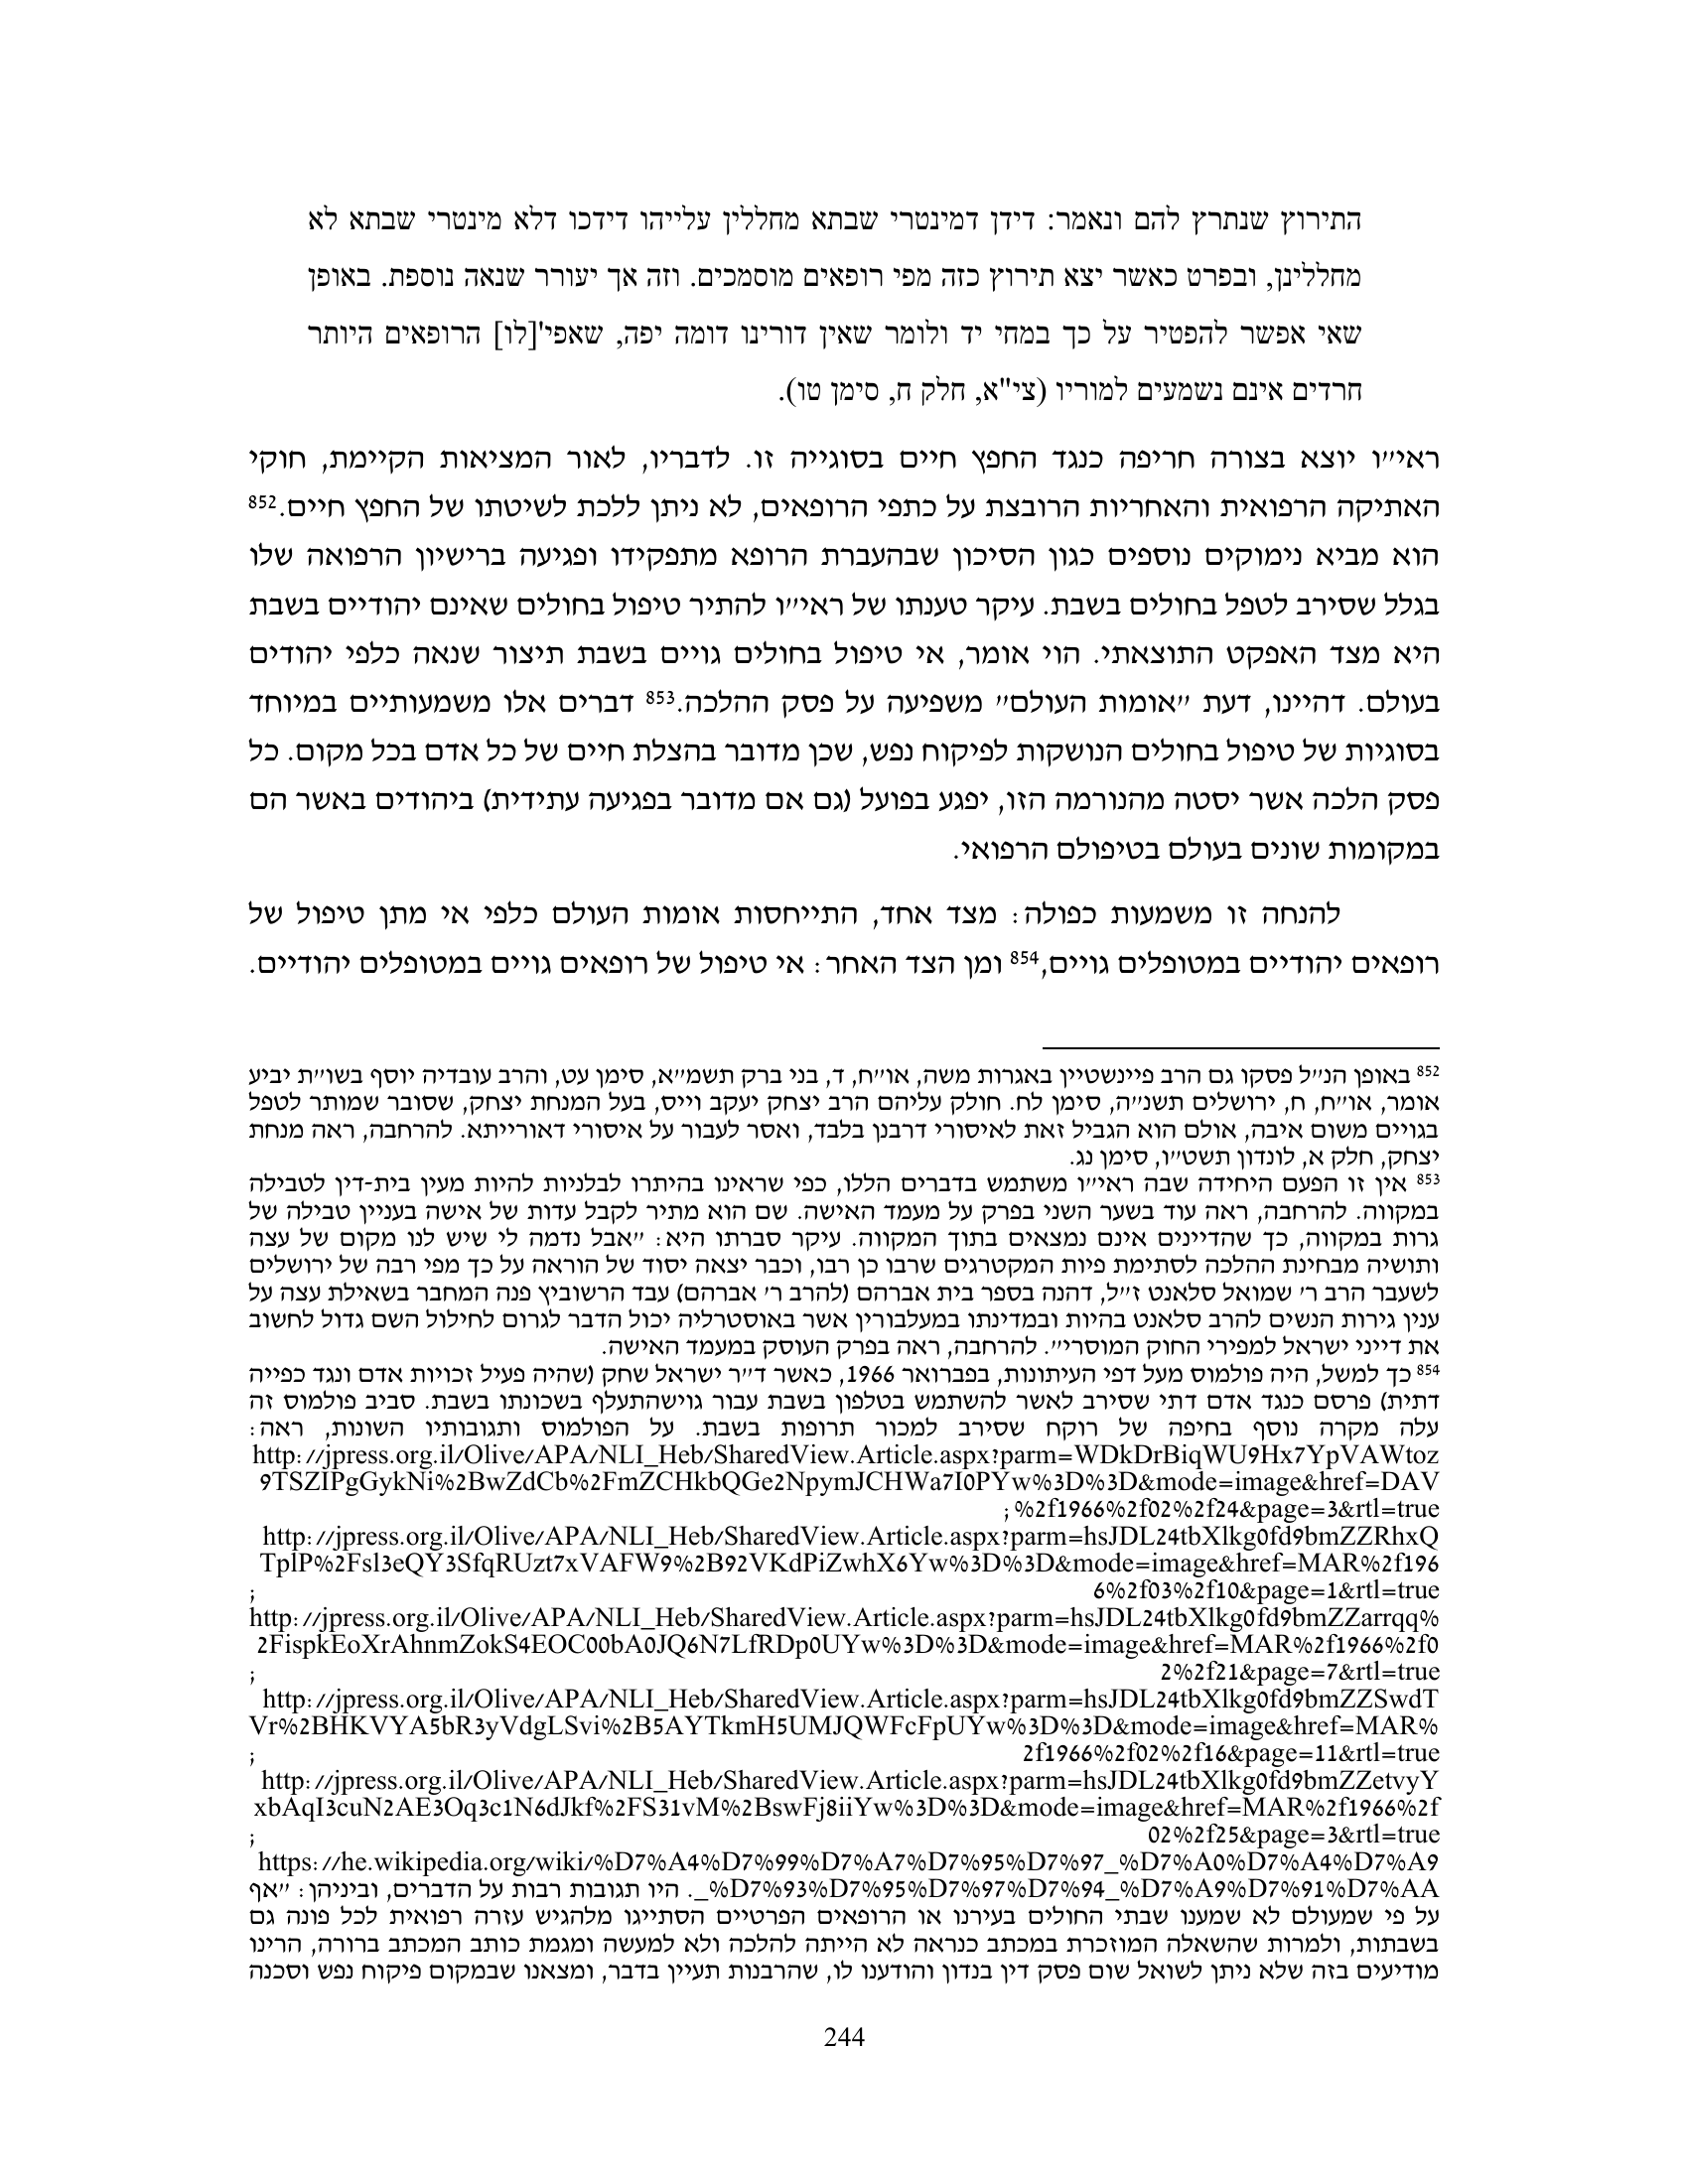 התירוץ שנתרץ להם ונאמר: דידן דמינטרי שבתא מחללין עלייהו דידכו דלא מינטרי שבתא לא
מחללינן, ובפרט כאשר יצא תירוץ כזה מפי רופאים מוסמכים. וזה אך יעורר שנאה נוספת. באופן
שאי אפשר להפטיר על כך במחי יד ולומר שאין דורינו דומה יפה, שאפי'[לו] הרופאים היותר
חרדים אינם נשמעים למוריו (צי"א, חלק ח, סימן טו).
ראי״ו יוצא בצורה חריפה כנגד החפץ חיים בסוגייה זו. לדבריו, לאור המציאות הקיימת, חוקי
האתיקה הרפואית והאחריות הרובצת על כתפי הרופאים, לא ניתן ללכת לשיטתו של החפץ חיים.852
הוא מביא נימוקים נוספים כגון הסיכון שבהעברת הרופא מתפקידו ופגיעה ברישיון הרפואה שלו
בגלל שסירב לטפל בחולים בשבת. עיקר טענתו של ראי״ו להתיר טיפול בחולים שאינם יהודיים בשבת
היא מצד האפקט התוצאתי. הוי אומר, אי טיפול בחולים גויים בשבת תיצור שנאה כלפי יהודים
בעולם. דהיינו, דעת ״אומות העולם״ משפיעה על פסק ההלכה.853 דברים אלו משמעותיים במיוחד
בסוגיות של טיפול בחולים הנושקות לפיקוח נפש, שכן מדובר בהצלת חיים של כל אדם בכל מקום. כל
פסק הלכה אשר יסטה מהנורמה הזו, יפגע בפועל (גם אם מדובר בפגיעה עתידית) ביהודים באשר הם
במקומות שונים בעולם בטיפולם הרפואי.
להנחה זו משמעות כפולה: מצד אחד, התייחסות אומות העולם כלפי אי מתן טיפול של
רופאים יהודיים במטופלים גויים,854 ומן הצד האחר: אי טיפול של רופאים גויים במטופלים יהודיים.
852 באופן הנ״ל פסקו גם הרב פיינשטיין באגרות משה, או״ח, ד, בני ברק תשמ״א, סימן עט, והרב עובדיה יוסף בשו״ת יביע
אומר, או״ח, ח, ירושלים תשנ״ה, סימן לח. חולק עליהם הרב יצחק יעקב וייס, בעל המנחת יצחק, שסובר שמותר לטפל
בגויים משום איבה, אולם הוא הגביל זאת לאיסורי דרבנן בלבד, ואסר לעבור על איסורי דאורייתא. להרחבה, ראה מנחת
יצחק, חלק א, לונדון תשט״ו, סימן נג.
853 אין זו הפעם היחידה שבה ראי״ו משתמש בדברים הללו, כפי שראינו בהיתרו לבלניות להיות מעין בית-דין לטבילה
במקווה. להרחבה, ראה עוד בשער השני בפרק על מעמד האישה. שם הוא מתיר לקבל עדות של אישה בעניין טבילה של
גרות במקווה, כך שהדיינים אינם נמצאים בתוך המקווה. עיקר סברתו היא: ״אבל נדמה לי שיש לנו מקום של עצה
ותושיה מבחינת ההלכה לסתימת פיות המקטרגים שרבו כן רבו, וכבר יצאה יסוד של הוראה על כך מפי רבה של ירושלים
לשעבר הרב ר׳ שמואל סלאנט ז״ל, דהנה בספר בית אברהם (להרב ר׳ אברהם) עבד הרשוביץ פנה המחבר בשאילת עצה על
ענין גירות הנשים להרב סלאנט בהיות ובמדינתו במעלבורין אשר באוסטרליה יכול הדבר לגרום לחילול השם גדול לחשוב
את דייני ישראל למפירי החוק המוסרי״. להרחבה, ראה בפרק העוסק במעמד האישה.
854 כך למשל, היה פולמוס מעל דפי העיתונות, בפברואר 1966, כאשר ד״ר ישראל שחק (שהיה פעיל זכויות אדם ונגד כפייה
דתית) פרסם כנגד אדם דתי שסירב לאשר להשתמש בטלפון בשבת עבור גוישהתעלף בשכונתו בשבת. סביב פולמוס זה
עלה מקרה נוסף בחיפה של רוקח שסירב למכור תרופות בשבת. על הפולמוס ותגובותיו השונות, ראה:
http://jpress.org.il/Olive/APA/NLI_Heb/SharedView.Article.aspx?parm=WDkDrBiqWU9Hx7YpVAWtoz
9TSZIPgGykNi%2BwZdCb%2FmZCHkbQGe2NpymJCHWa7I0PYw%3D%3D&mode=image&href=DAV
%2f1966%2f02%2f24&page=3&rtl=true ;
http://jpress.org.il/Olive/APA/NLI_Heb/SharedView.Article.aspx?parm=hsJDL24tbXlkg0fd9bmZZRhxQ
TplP%2Fsl3eQY3SfqRUzt7xVAFW9%2B92VKdPiZwhX6Yw%3D%3D&mode=image&href=MAR%2f196
6%2f03%2f10&page=1&rtl=true ;
http://jpress.org.il/Olive/APA/NLI_Heb/SharedView.Article.aspx?parm=hsJDL24tbXlkg0fd9bmZZarrqq%
2FispkEoXrAhnmZokS4EOC00bA0JQ6N7LfRDp0UYw%3D%3D&mode=image&href=MAR%2f1966%2f0
2%2f21&page=7&rtl=true ;
http://jpress.org.il/Olive/APA/NLI_Heb/SharedView.Article.aspx?parm=hsJDL24tbXlkg0fd9bmZZSwdT
Vr%2BHKVYA5bR3yVdgLSvi%2B5AYTkmH5UMJQWFcFpUYw%3D%3D&mode=image&href=MAR%
2f1966%2f02%2f16&page=11&rtl=true ;
http://jpress.org.il/Olive/APA/NLI_Heb/SharedView.Article.aspx?parm=hsJDL24tbXlkg0fd9bmZZetvyY
xbAqI3cuN2AE3Oq3c1N6dJkf%2FS31vM%2BswFj8iiYw%3D%3D&mode=image&href=MAR%2f1966%2f
02%2f25&page=3&rtl=true ;
https://he.wikipedia.org/wiki/%D7%A4%D7%99%D7%A7%D7%95%D7%97_%D7%A0%D7%A4%D7%A9
_%D7%93%D7%95%D7%97%D7%94_%D7%A9%D7%91%D7%AA. היו תגובות רבות על הדברים, וביניהן: ״אף
על פי שמעולם לא שמענו שבתי החולים בעירנו או הרופאים הפרטיים הסתייגו מלהגיש עזרה רפואית לכל פונה גם
בשבתות, ולמרות שהשאלה המוזכרת במכתב כנראה לא הייתה להלכה ולא למעשה ומגמת כותב המכתב ברורה, הרינו
מודיעים בזה שלא ניתן לשואל שום פסק דין בנדון והודענו לו, שהרבנות תעיין בדבר, ומצאנו שבמקום פיקוח נפש וסכנה
244